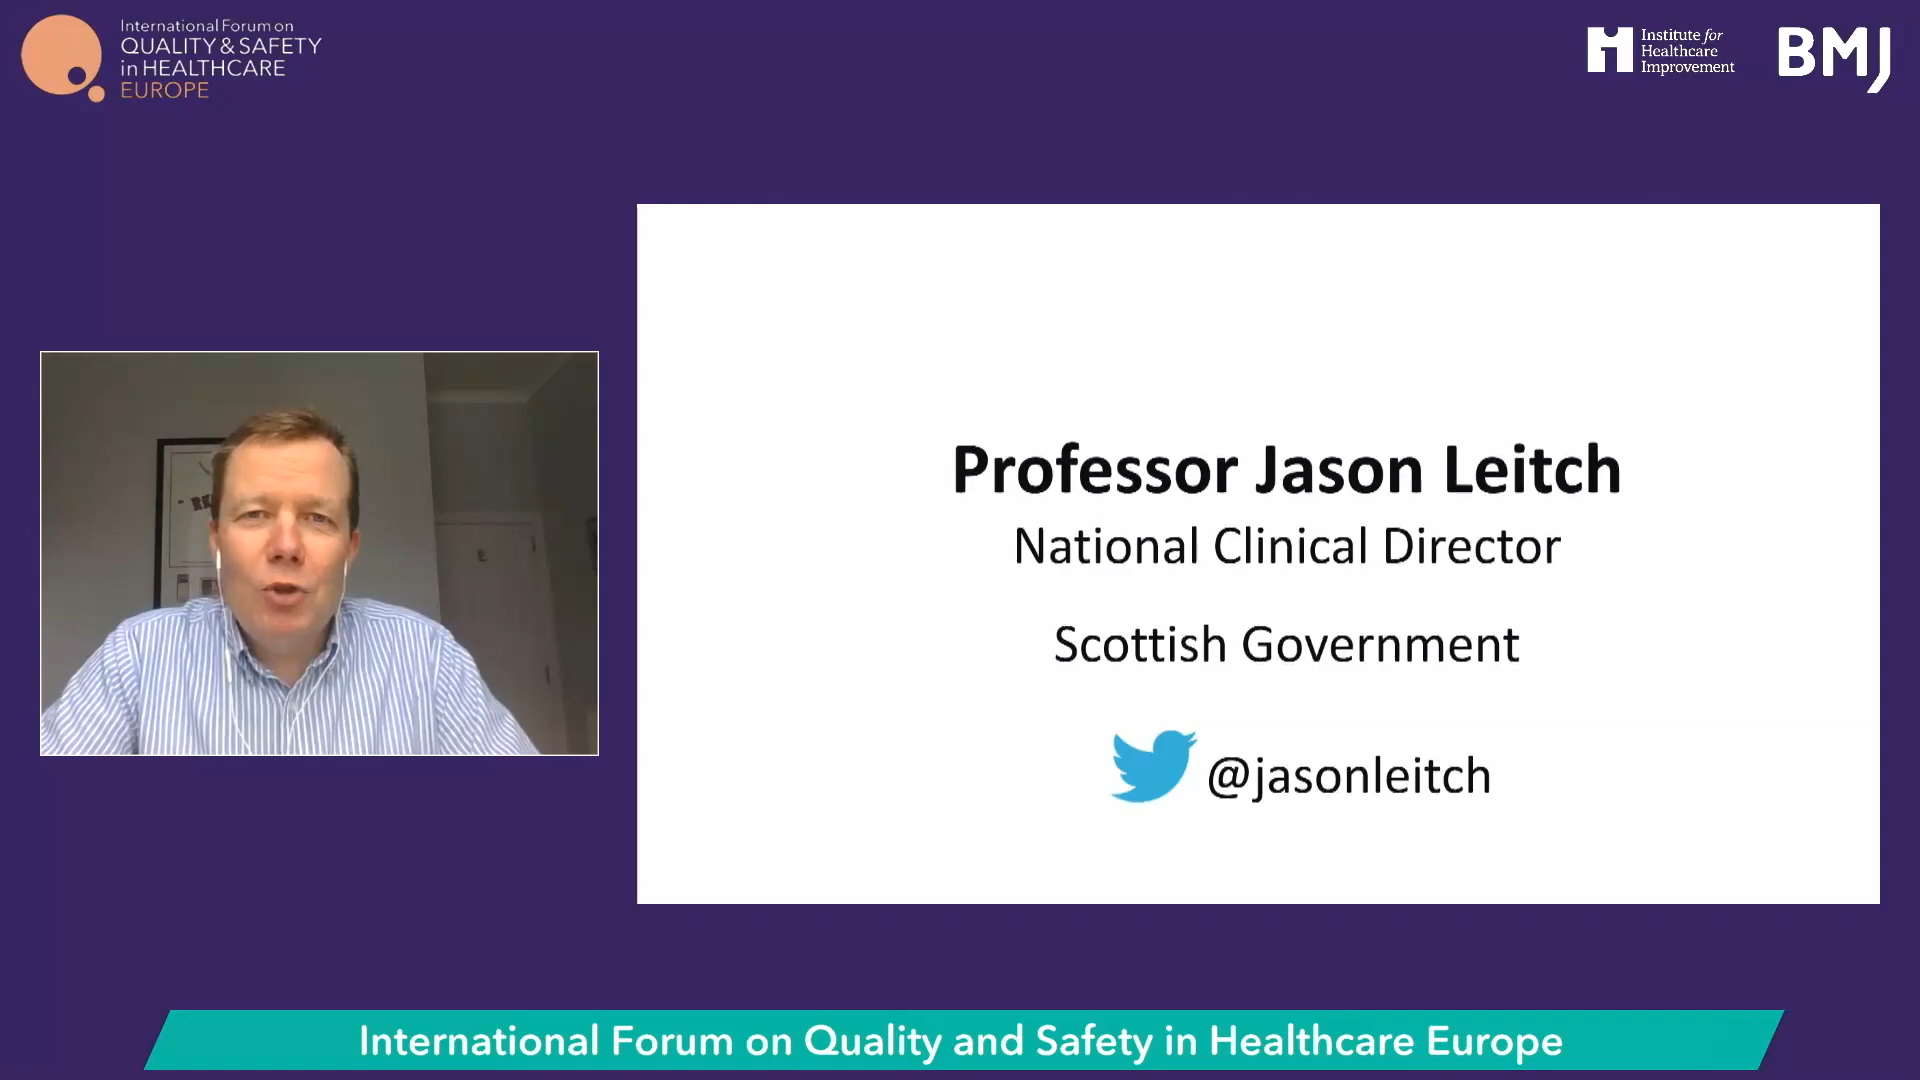 International Forum on
QUALITY & SAFETY
in HEALTHCARE
EUROPE
Institute for
Healthcare
Improvement
BMJ
Professor Jason Leitch
National Clinical Director
Scottish Government
@jasonleitch
International Forum on Quality and Safety in Healthcare Europe